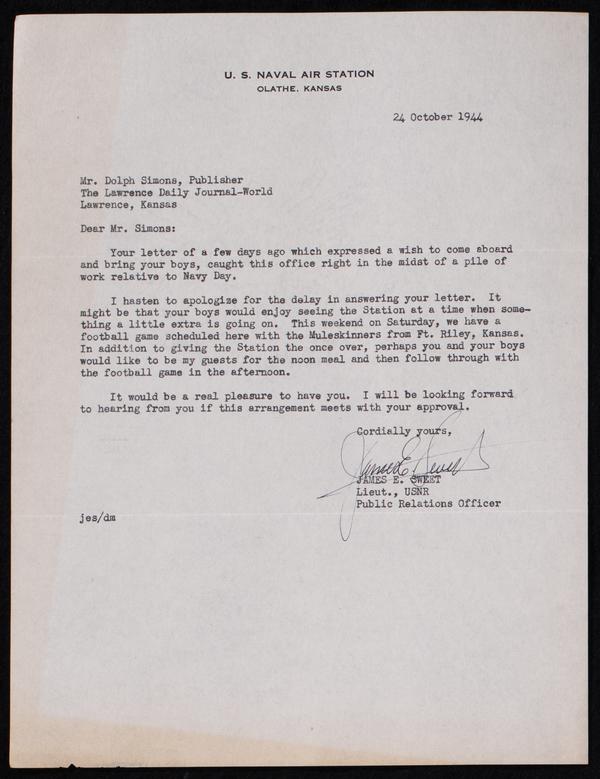 U. S. NAVAL AIR STATION
OLATHE, KANSAS
24 October 1944
Mr. Dolph Simons, Publisher
The Lawrence Daily Journal-World
Lawrence, Kansas
Dear Mr. Simons:
Your letter of a few days ago which expressed a wish to come aboard
and bring your boys, caught this office right in the midst of a pile of
work relative to Navy Day.
I hasten to apologize for the delay in answering your letter. It
might be that your boys would enjoy seeing the Station at a time when some-
thing a little extra is going on. This weekend on Saturday, we have a
football game scheduled here with the Muleskinners from Ft. Riley, Kansas.
In addition to giving the Station the once over, perhaps you and your boys
would like to be my guests for the noon meal and then follow through with
the football game in the afternoon.
It would be a real pleasure to have you. I will be looking forward
to hearing from you if this arrangement meets with your approval.
Cordially yours,
James E. Sweet
JAMES E. SWEET
Lieut., USNR
Public Relations Officer
jes/dm